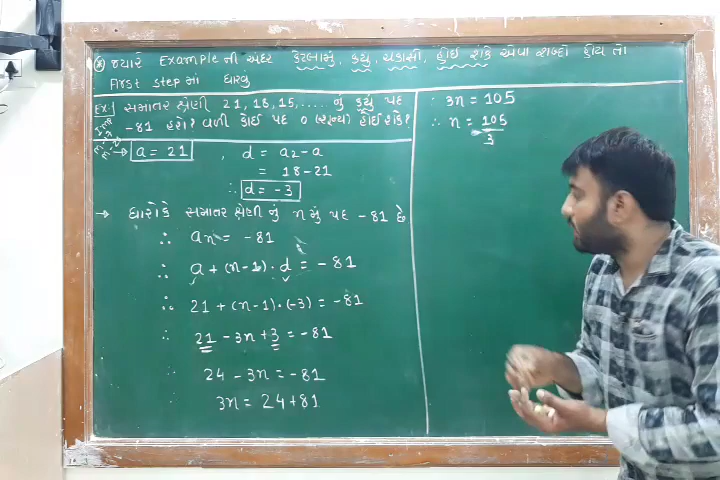 જ્યારે Example ની અંદર કેટલામું, કયું, ચકાસો, હોઈ શકે એવા શબ્દો હોય તો
First step માં ધારવું
Ex:- સમાંતર શ્રેણી 21, 18, 15, ...... નું કયું પદ
-81 હશે? વળી કોઈ પદ 0 (શૂન્ય) હોઈ શકે?
→ a = 21 , d = a2 - a
= 18 - 21
∴ d = -3
→ ધારોકે સમાંતર શ્રેણી નું n મું પદ -81 છે
∴ an = -81
∴ a + (n-1) · d = -81
∴ 21 + (n-1) · (-3) = -81
∴ 21 - 3n + 3 = -81
∴ 24 - 3n = -81
∴ 3n = 24 + 81
∴ 3n = 105
∴ n = 105
3